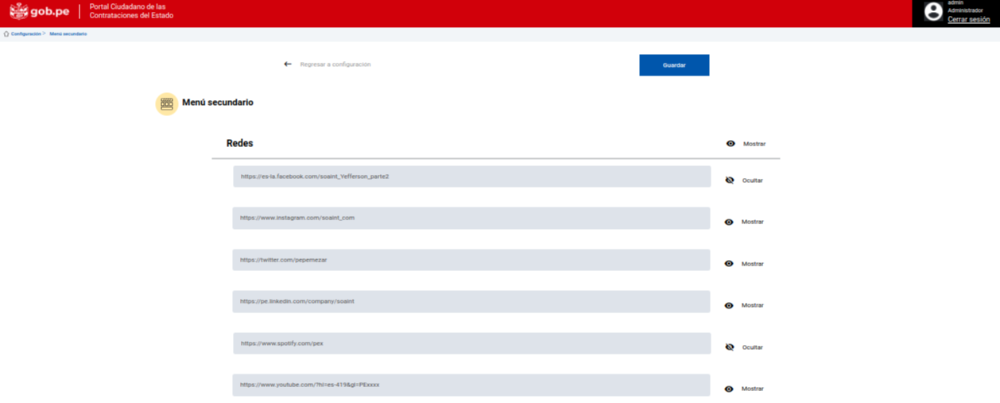 gob.pe
Portal Ciudadano de las
Contrataciones del Estado
admin
Administrador
Cerrar sesión
Configuración > Menú secundario
← Regresar a configuración
Guardar
Menú secundario
Redes
Mostrar
https://es-la.facebook.com/soaint_Yefferson_parte2
Ocultar
https://www.instagram.com/soaint_com
Mostrar
https://twitter.com/pepemezar
Mostrar
https://pe.linkedin.com/company/soaint
Mostrar
https://www.spotify.com/pex
Ocultar
https://www.youtube.com/?hl=es-419&gl=PExxxx
Mostrar